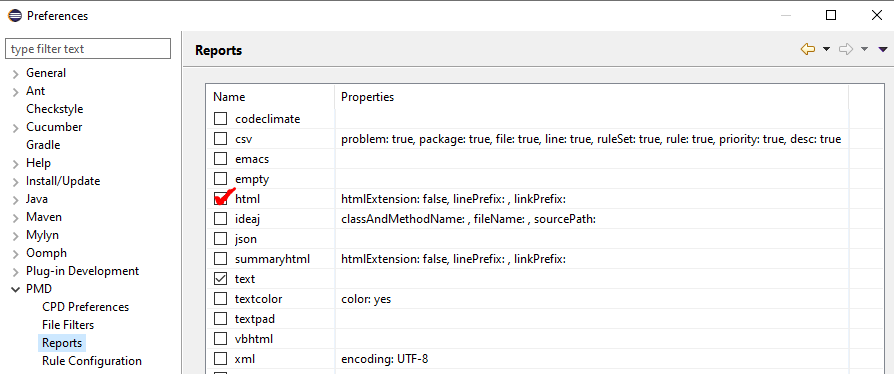 Preferences
type filter text
General
Ant
Checkstyle
Cucumber
Gradle
Help
Install/Update
Java
Maven
Mylyn
Oomph
Plug-in Development
PMD
CPD Preferences
File Filters
Reports
Rule Configuration
Reports
Name Properties
codeclimate
csv problem: true, package: true, file: true, line: true, ruleSet: true, rule: true, priority: true, desc: true
emacs
empty
html htmlExtension: false, linePrefix: , linkPrefix:
ideaj classAndMethodName: , fileName: , sourcePath:
json
summaryhtml htmlExtension: false, linePrefix: , linkPrefix:
text
textcolor color: yes
textpad
vbhtml
xml encoding: UTF-8